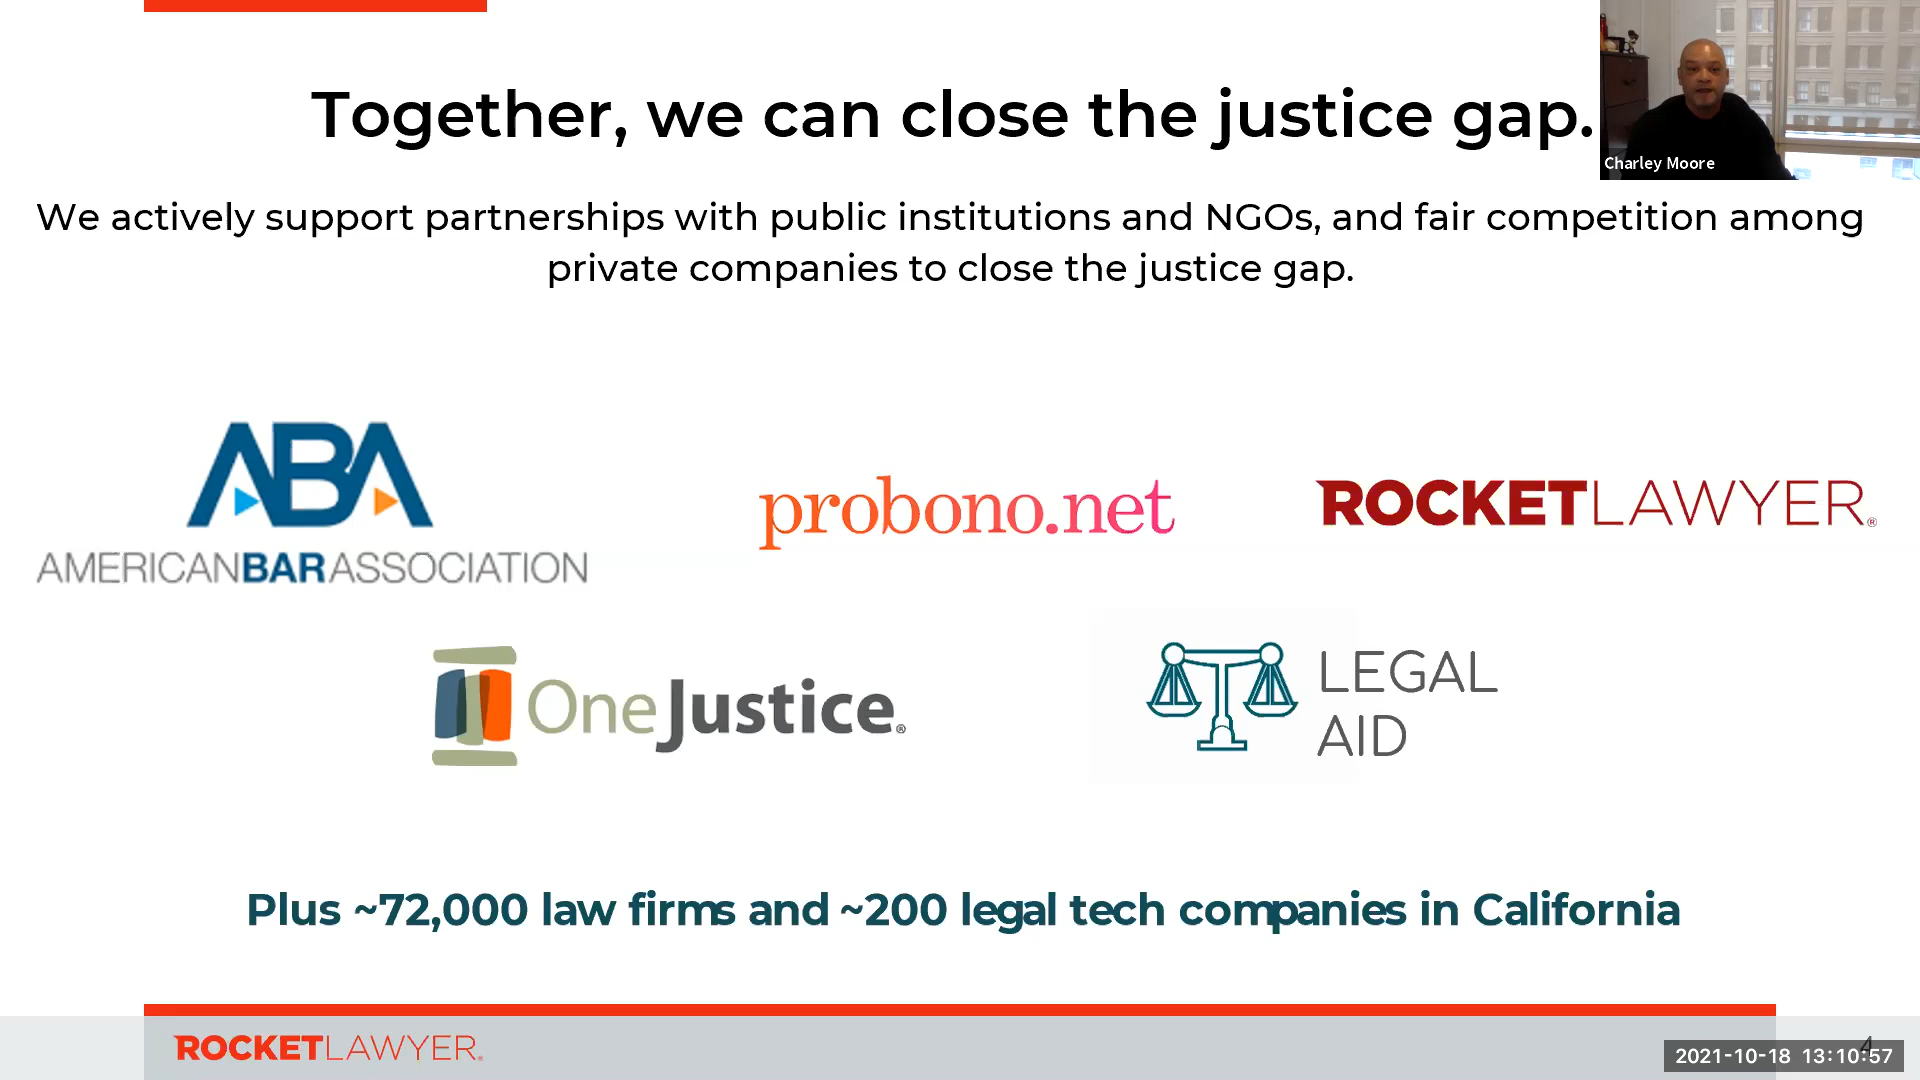 Together, we can close the justice gap.
Charley Moore
We actively support partnerships with public institutions and NGOs, and fair competition among
private companies to close the justice gap.
ABA
AMERICANBARASSOCIATION
probono.net
ROCKETLAWYER®
OneJustice®
LEGAL
AID
Plus ~72,000 law firms and ~200 legal tech companies in California
ROCKETLAWYER.
4
2021-10-18 13:10:57